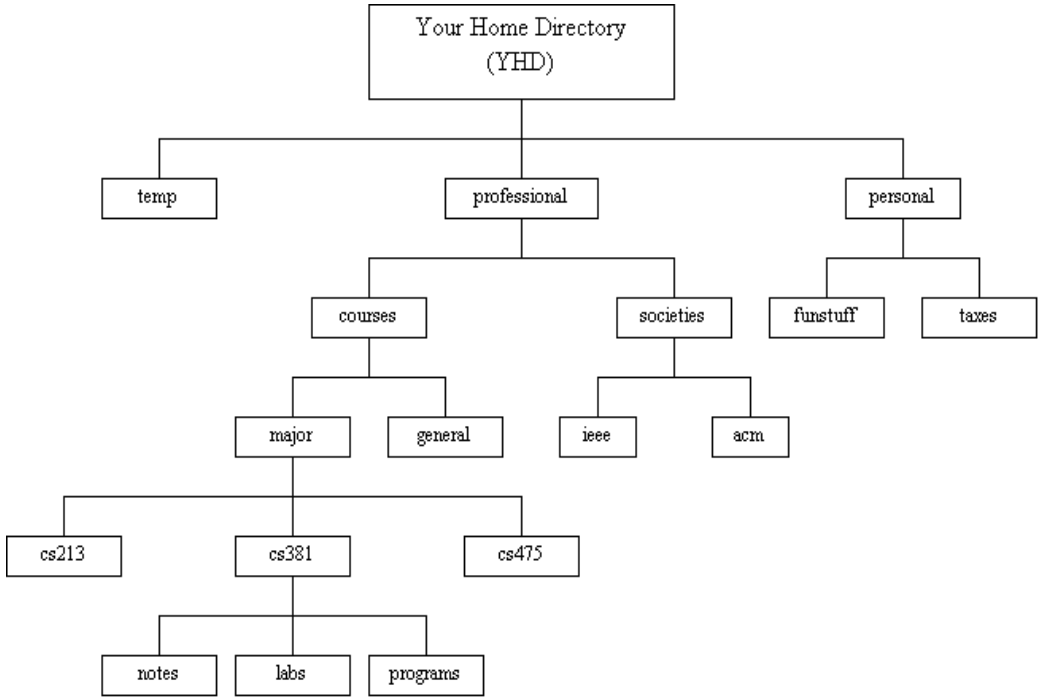 Your Home Directory
(YHD)
temp
professional
personal
courses
societies
funstuff
taxes
major
general
ieee
acm
cs213
cs381
cs475
notes
labs
programs